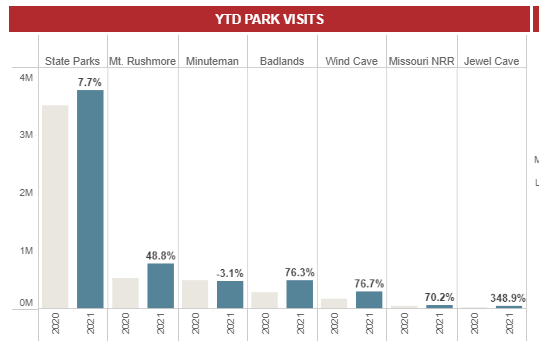 YTD PARK VISITS
State Parks Mt. Rushmore Minuteman Badlands Wind Cave Missouri NRR Jewel Cave
4M
7.7%
3M
2M
1M
48.8%
-3.1%
76.3%
76.7%
70.2%
348.9%
0M
2020 2021 2020 2021 2020 2021 2020 2021 2020 2021 2020 2021 2020 2021